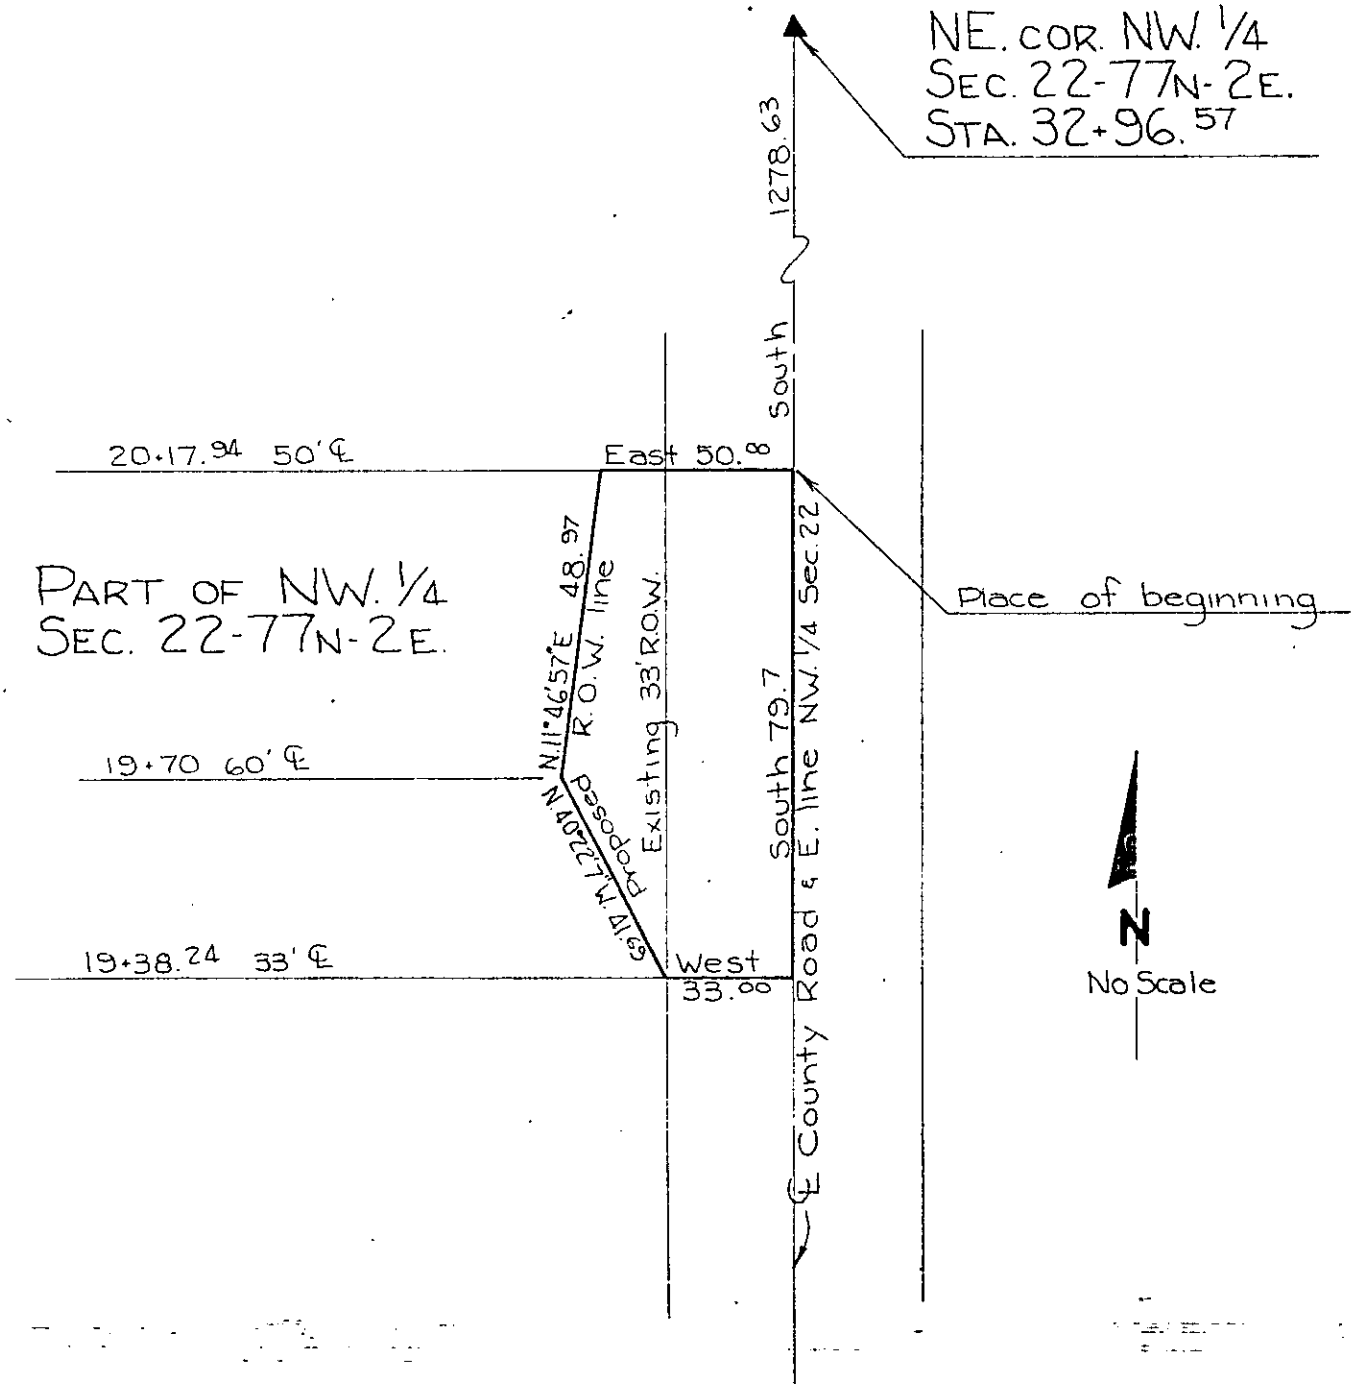 NE. COR. NW. 1/4
SEC. 22-77N-2E.
STA. 32+96.57
1278.63
South
20+17.94 50' ℄
East 50.00
PART OF NW. 1/4
SEC. 22-77N-2E.
N.11°46'57"E 48.97
R.O.W. line
Existing 33' R.O.W.
South 79.7
℄ County Road & E. line NW. 1/4 Sec. 22
Place of beginning
19+70 60' ℄
N.40°22'7"W. 41.69
Proposed
19+38.24 33' ℄
West
33.00
N
No Scale